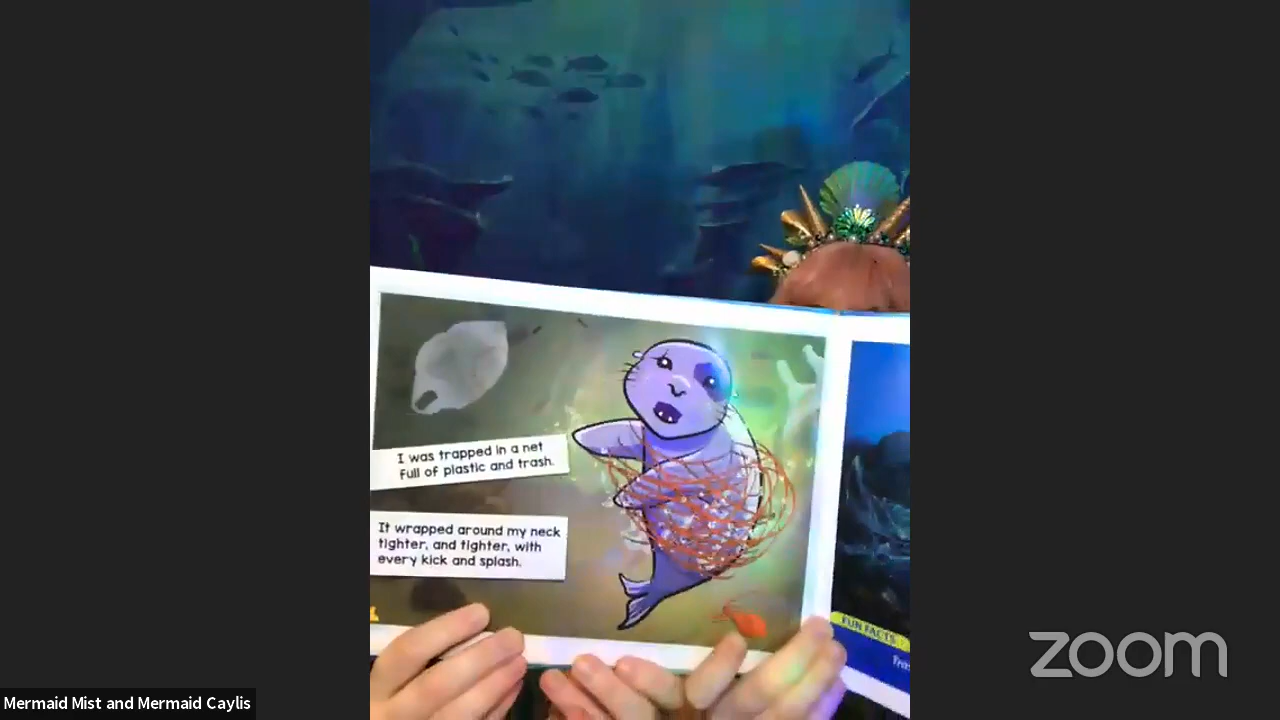 I was trapped in a net
full of plastic and trash.
It wrapped around my neck
tighter, and tighter, with
every kick and splash.
FUN FACTS
zoom
Mermaid Mist and Mermaid Caylis